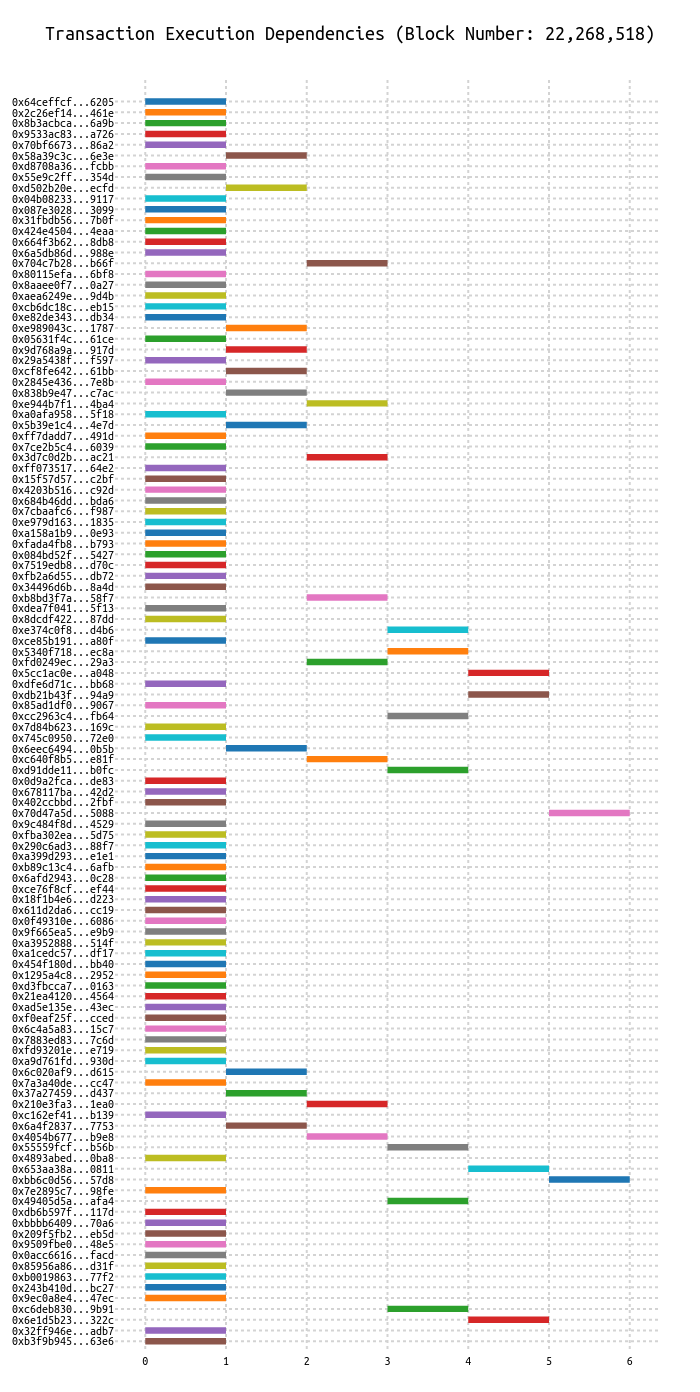 Transaction Execution Dependencies (Block Number: 22,268,518)
0x64ceffcf...6205
0x2c26ef14...461e
0x8b3acbca...6a9b
0x9533ac83...a726
0x70bf6673...86a2
0x58a39c3c...6e3e
0xd8708a36...fcbb
0x55e9c2ff...354d
0xd502b20e...ecfd
0x04b08233...9117
0x087e3028...3099
0x31fbdb56...7b0f
0x424e4504...4eaa
0x664f3b62...8db8
0x6a5db86d...988e
0x704c7b28...b66f
0x80115efa...6bf8
0x8aaee0f7...0a27
0xaea6249e...9d4b
0xcb6dc18c...eb15
0xe82de343...db34
0xe989043c...1787
0x05631f4c...61ce
0x9d768a9a...917d
0x29a5438f...f597
0xcf8fe642...61bb
0x2845e436...7e8b
0x838b9e47...c7ac
0xe944b7f1...4ba4
0xa0afa958...5f18
0x5b39e1c4...4e7d
0xff7dadd7...491d
0x7ce2b5c4...6039
0x3d7c0d2b...ac21
0xff073517...64e2
0x15f57d57...c2bf
0x4203b516...c92d
0x684b46dd...bda6
0x7cbaafc6...f987
0xe979d163...1835
0xa158a1b9...0e93
0xfada4fb8...b793
0x084bd52f...5427
0x7519edb8...d70c
0xfb2a6d55...db72
0x34496d6b...8a4d
0xb8bd3f7a...58f7
0xdea7f041...5f13
0x8dcdf422...87dd
0xe374c0f8...d4b6
0xce85b191...a80f
0x5340f718...ec8a
0xfd0249ec...29a3
0x5cc1ac0e...a048
0xdfe6d71c...bb68
0xdb21b43f...94a9
0x85ad1df0...9067
0xcc2963c4...fb64
0x7d84b623...169c
0x745c0950...72e0
0x6eec6494...0b5b
0xc640f8b5...e81f
0xd91dde11...b0fc
0x0d9a2fca...de83
0x678117ba...42d2
0x402ccbbd...2fbf
0x70d47a5d...5088
0x9c484f8d...4529
0xfba302ea...5d75
0x290c6ad3...88f7
0xa399d293...e1e1
0xb89c13c4...6afb
0x6afd2943...0c28
0xce76f8cf...ef44
0x18f1b4e6...d223
0x611d2da6...cc19
0x0f49310e...6086
0x9f665ea5...e9b9
0xa3952888...514f
0xa1cedc57...df17
0x454f180d...bb40
0x1295a4c8...2952
0xd3fbcca7...0163
0x21ea4120...4564
0xad5e135e...43ec
0xf0eaf25f...cced
0x6c4a5a83...15c7
0x7883ed83...7c6d
0xfd93201e...e719
0xa9d761fd...930d
0x6c020af9...d615
0x7a3a40de...cc47
0x37a27459...d437
0x210e3fa3...1ea0
0xc162ef41...b139
0x6a4f2837...7753
0x4054b677...b9e8
0x55559fcf...b56b
0x4893abed...0ba8
0x653aa38a...0811
0xbb6c0d56...57d8
0x7e2895c7...98fe
0x49405d5a...afa4
0xdb6b597f...117d
0xbbbb6409...70a6
0x209f5fb2...eb5d
0x9509fbe0...48e5
0x0acc6616...facd
0x85956a86...d31f
0xb0019863...77f2
0x243b410d...bc27
0x9ec0a8e4...47ec
0xc6deb830...9b91
0x6e1d5b23...322c
0x32ff946e...adb7
0xb3f9b945...63e6
0 1 2 3 4 5 6